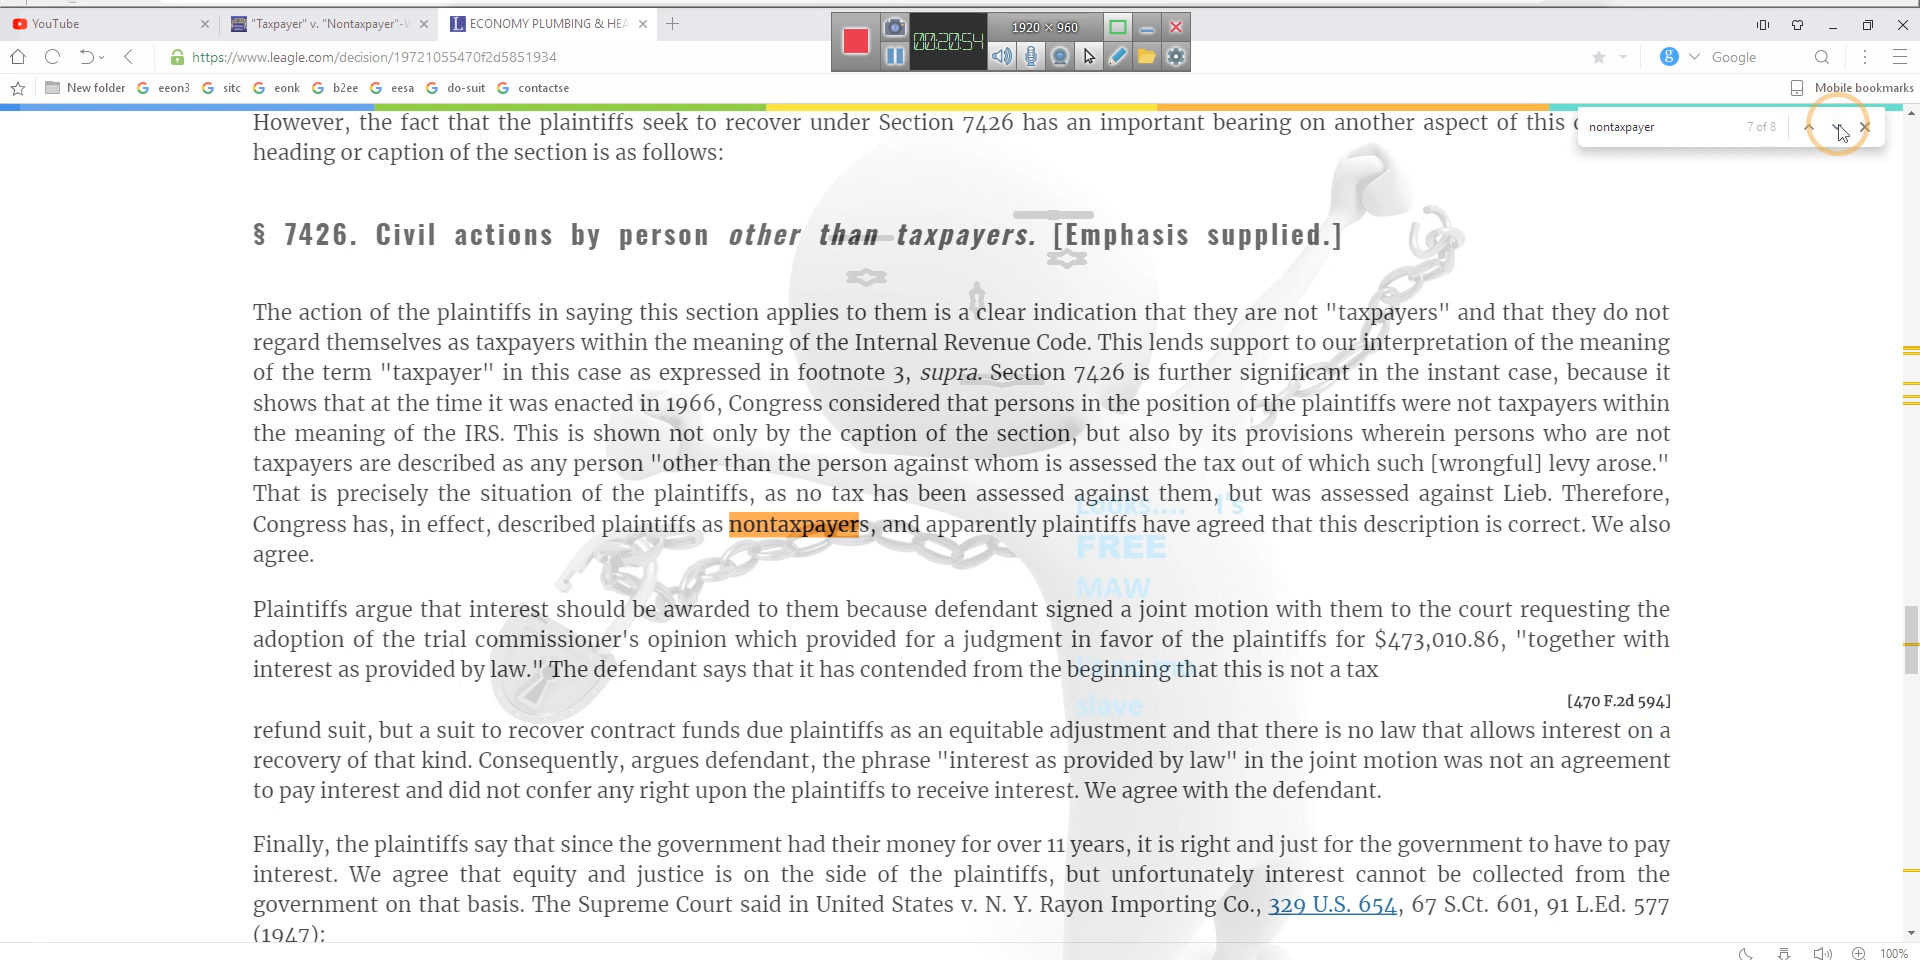 YouTube
"Taxpayer" v. "Nontaxpayer"-W
ECONOMY PLUMBING & HEA
00:20:54
1920 × 960
https://www.leagle.com/decision/19721055470f2d5851934
Google
New folder
eeon3
sitc
eonk
b2ee
eesa
do-suit
contactse
Mobile bookmarks
nontaxpayer
7 of 8
However, the fact that the plaintiffs seek to recover under Section 7426 has an important bearing on another aspect of this
heading or caption of the section is as follows:
§ 7426. Civil actions by person other than taxpayers. [Emphasis supplied.]
The action of the plaintiffs in saying this section applies to them is a clear indication that they are not "taxpayers" and that they do not
regard themselves as taxpayers within the meaning of the Internal Revenue Code. This lends support to our interpretation of the meaning
of the term "taxpayer" in this case as expressed in footnote 3, supra. Section 7426 is further significant in the instant case, because it
shows that at the time it was enacted in 1966, Congress considered that persons in the position of the plaintiffs were not taxpayers within
the meaning of the IRS. This is shown not only by the caption of the section, but also by its provisions wherein persons who are not
taxpayers are described as any person "other than the person against whom is assessed the tax out of which such [wrongful] levy arose."
That is precisely the situation of the plaintiffs, as no tax has been assessed against them, but was assessed against Lieb. Therefore,
Congress has, in effect, described plaintiffs as nontaxpayers, and apparently plaintiffs have agreed that this description is correct. We also
agree.
Looks.... I's
FREE
MAW
slave
Plaintiffs argue that interest should be awarded to them because defendant signed a joint motion with them to the court requesting the
adoption of the trial commissioner's opinion which provided for a judgment in favor of the plaintiffs for $473,010.86, "together with
interest as provided by law." The defendant says that it has contended from the beginning that this is not a tax
[470 F.2d 594]
refund suit, but a suit to recover contract funds due plaintiffs as an equitable adjustment and that there is no law that allows interest on a
recovery of that kind. Consequently, argues defendant, the phrase "interest as provided by law" in the joint motion was not an agreement
to pay interest and did not confer any right upon the plaintiffs to receive interest. We agree with the defendant.
Finally, the plaintiffs say that since the government had their money for over 11 years, it is right and just for the government to have to pay
interest. We agree that equity and justice is on the side of the plaintiffs, but unfortunately interest cannot be collected from the
government on that basis. The Supreme Court said in United States v. N. Y. Rayon Importing Co., 329 U.S. 654, 67 S.Ct. 601, 91 L.Ed. 577
(1947):
100%